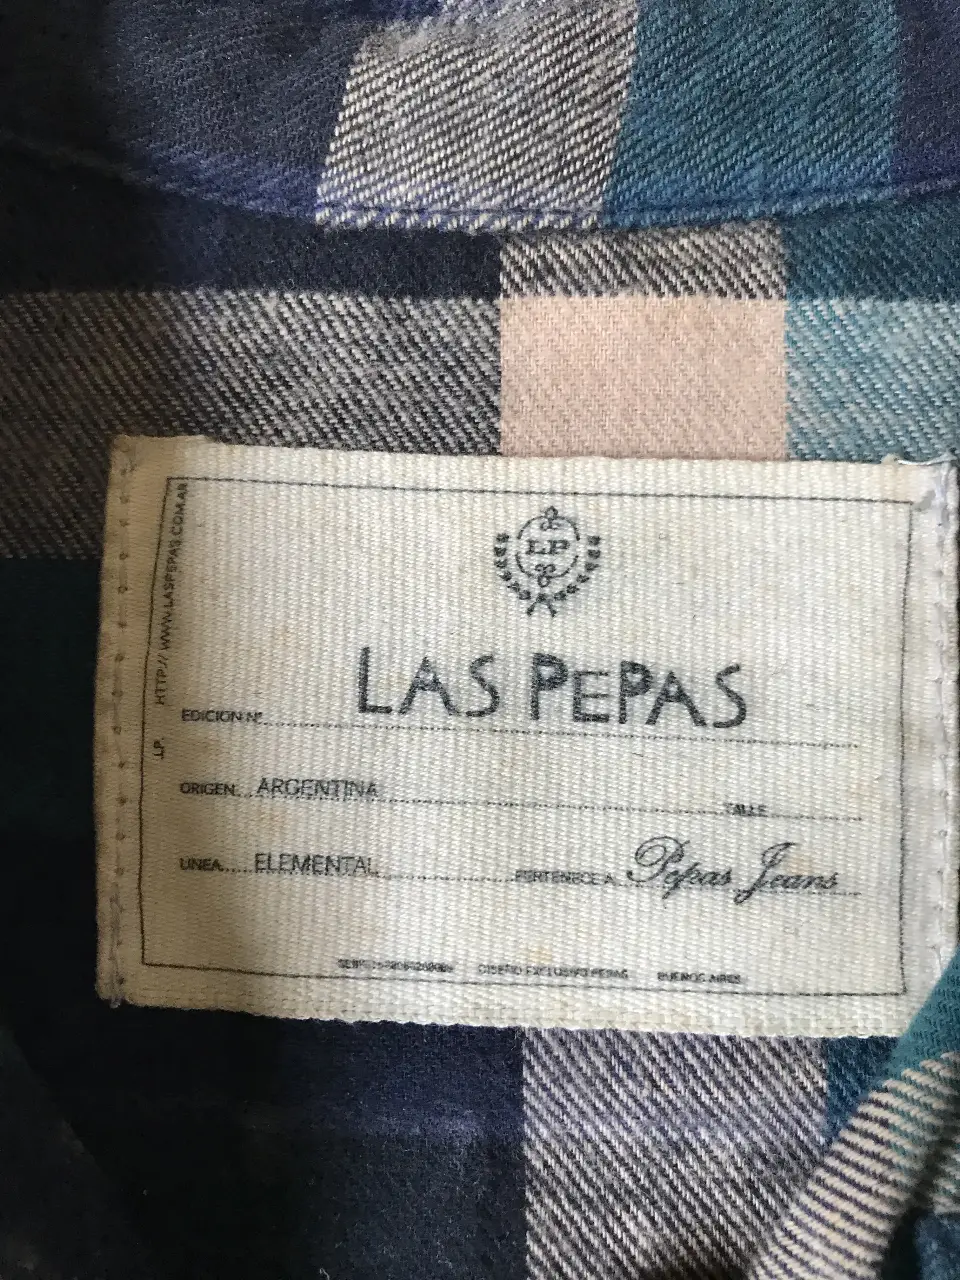 LP
LAS PEPAS
EDICION Nº
ORIGEN... ARGENTINA
TALLE
LINEA..... ELEMENTAL
PERTENECE A Pepas Jeans
DISEÑO EXCLUSIVO PEPAS BUENOS AIRES
LP HTTP// WWW.LASPEPAS.COM.AR